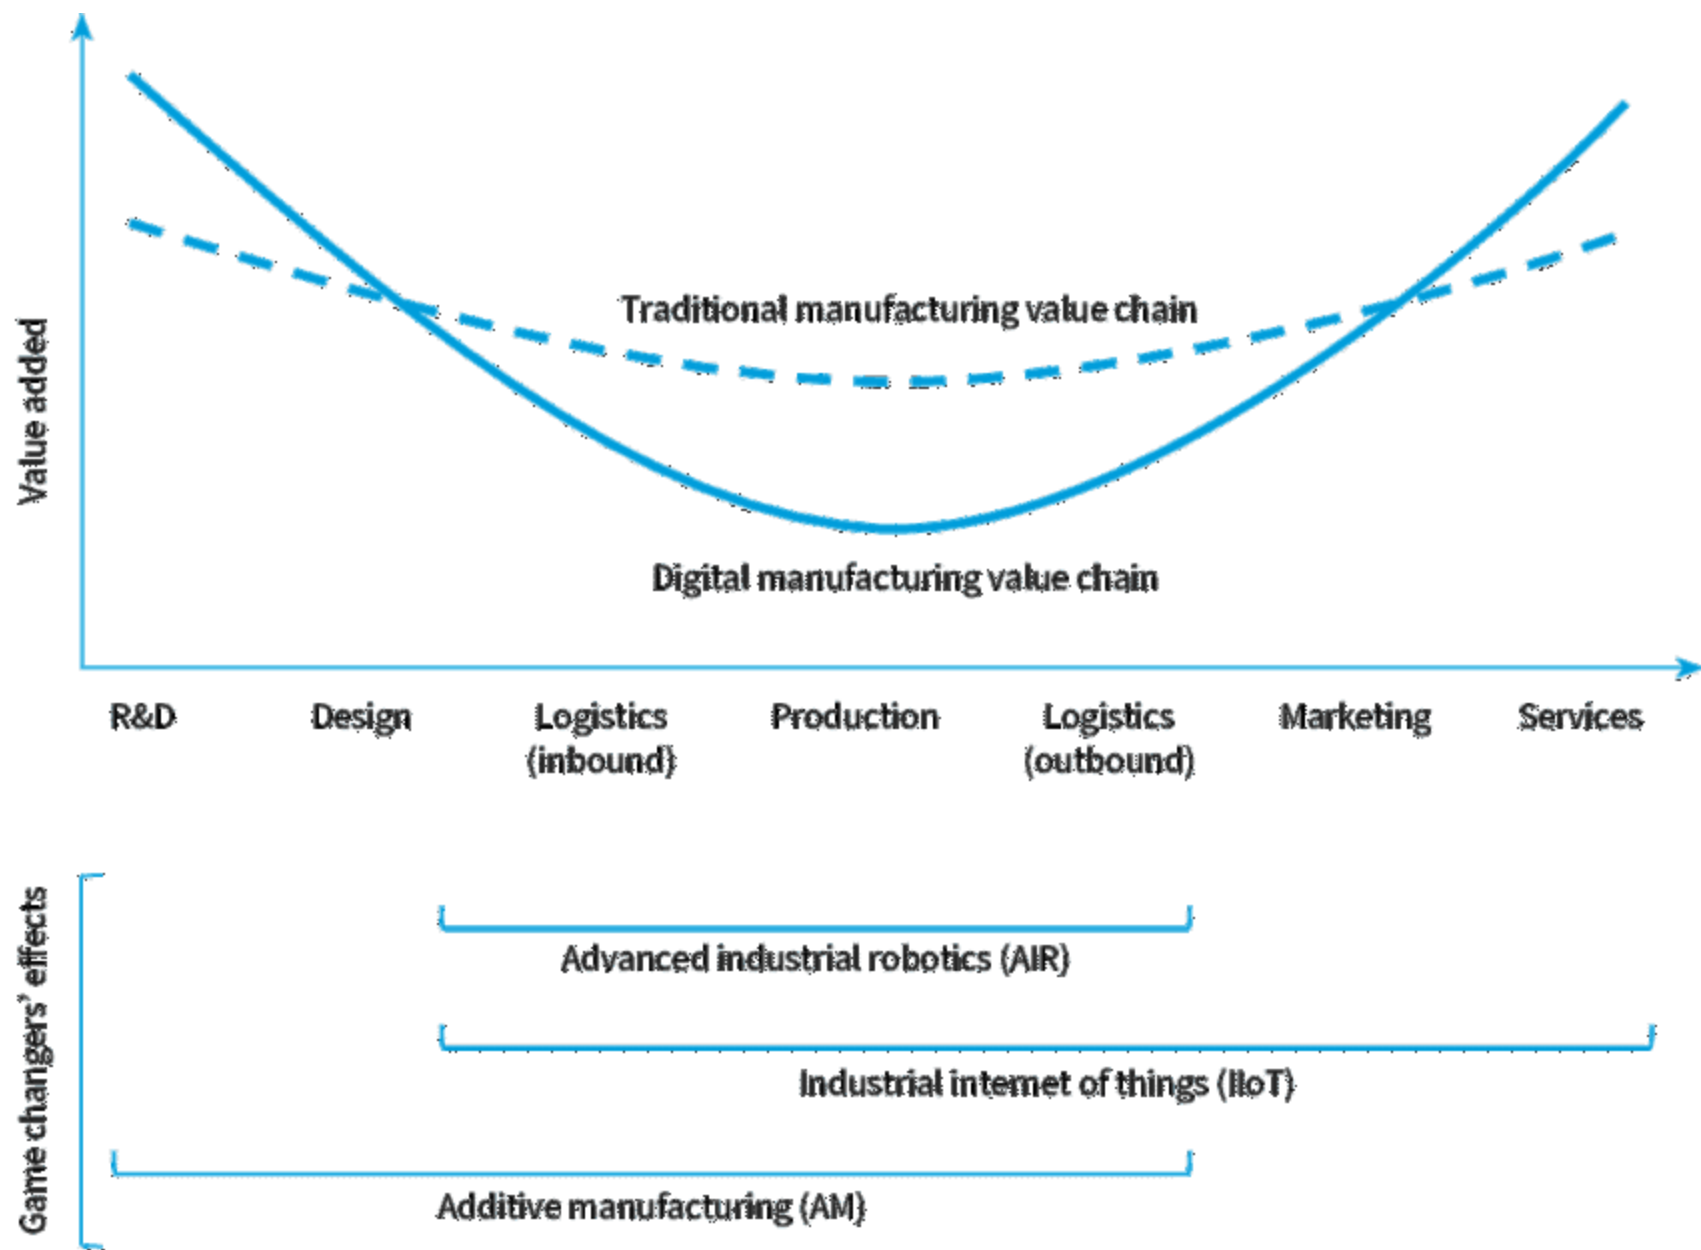 Value added
Traditional manufacturing value chain
Digital manufacturing value chain
R&D
Design
Logistics
(inbound)
Production
Logistics
(outbound)
Marketing
Services
Game changers’ effects
Advanced industrial robotics (AIR)
Industrial internet of things (IIoT)
Additive manufacturing (AM)